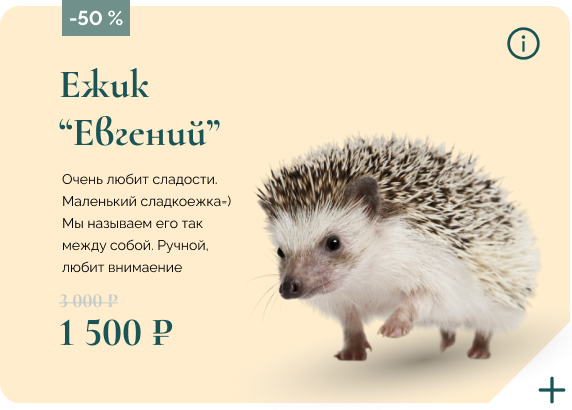 -50 %
Ежик
“Евгений”
Очень любит сладости.
Маленький сладкоежка=)
Мы называем его так
между собой. Ручной,
любит внимаение
3 000 ₽
1 500 ₽